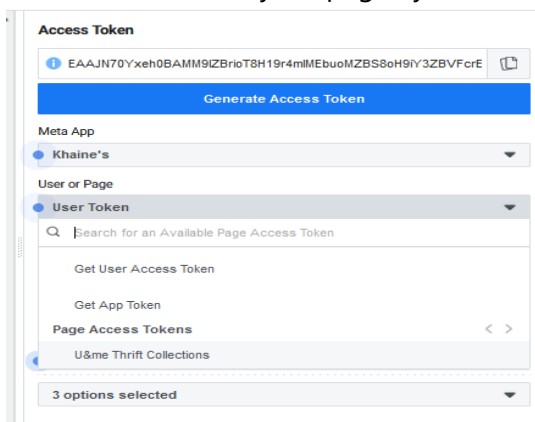 Access Token
Generate Access Token
Meta App
Khaine's
User or Page
User Token
Search for an Available Page Access Token
Get User Access Token
Get App Token
Page Access Tokens
U&me Thrift Collections
3 options selected